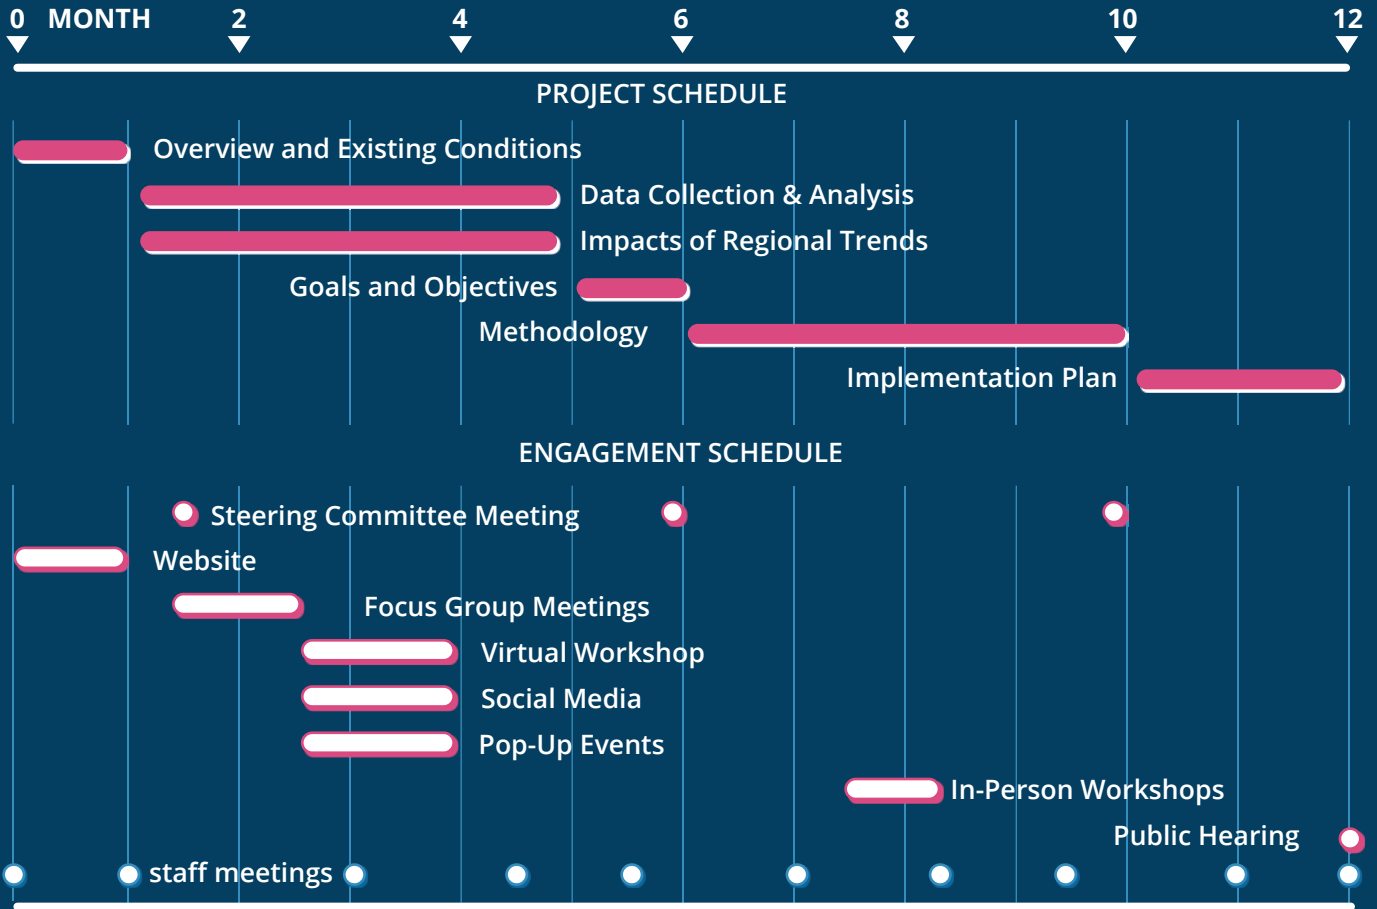 0 MONTH 2 4 6 8 10 12
PROJECT SCHEDULE
Overview and Existing Conditions
Data Collection & Analysis
Impacts of Regional Trends
Goals and Objectives
Methodology
Implementation Plan
ENGAGEMENT SCHEDULE
Steering Committee Meeting
Website
Focus Group Meetings
Virtual Workshop
Social Media
Pop-Up Events
In-Person Workshops
Public Hearing
staff meetings